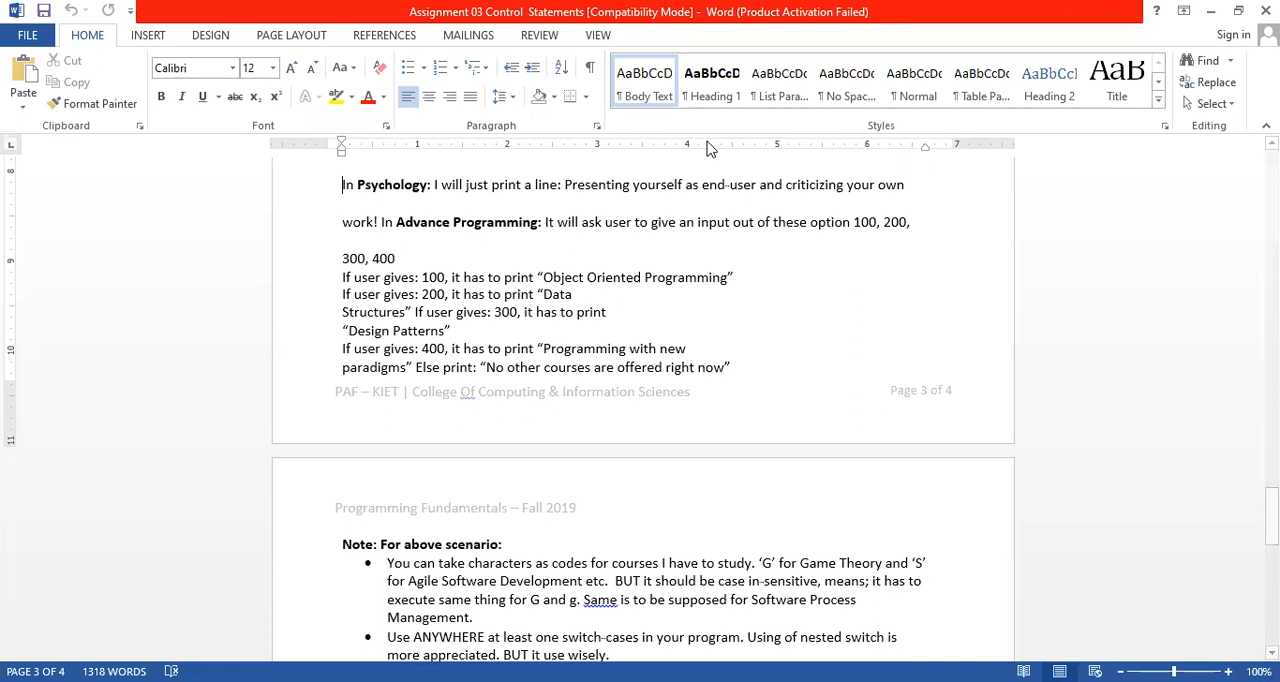 Assignment 03 Control Statements [Compatibility Mode] - Word (Product Activation Failed)
FILE HOME INSERT DESIGN PAGE LAYOUT REFERENCES MAILINGS REVIEW VIEW Sign in
Paste
Cut
Copy
Format Painter
Clipboard
Calibri 12
Font
Paragraph
AaBbCcD AaBbCcD AaBbCcDc AaBbCcDc AaBbCcDc AaBbCcDc AaBbCcl AaB
¶ Body Text ¶ Heading 1 ¶ List Para... ¶ No Spac... ¶ Normal ¶ Table Pa... Heading 2 Title
Styles
Find
Replace
Select
Editing
1 2 3 4 5 6 7
8
9
10
11
In Psychology: I will just print a line: Presenting yourself as end-user and criticizing your own
work! In Advance Programming: It will ask user to give an input out of these option 100, 200,
300, 400
If user gives: 100, it has to print “Object Oriented Programming”
If user gives: 200, it has to print “Data
Structures” If user gives: 300, it has to print
“Design Patterns”
If user gives: 400, it has to print “Programming with new
paradigms” Else print: “No other courses are offered right now”
PAF – KIET | College Of Computing & Information Sciences Page 3 of 4
Programming Fundamentals – Fall 2019
Note: For above scenario:
• You can take characters as codes for courses I have to study. ‘G’ for Game Theory and ‘S’
for Agile Software Development etc. BUT it should be case in-sensitive, means; it has to
execute same thing for G and g. Same is to be supposed for Software Process
Management.
• Use ANYWHERE at least one switch-cases in your program. Using of nested switch is
more appreciated. BUT it use wisely.
PAGE 3 OF 4 1318 WORDS 100%